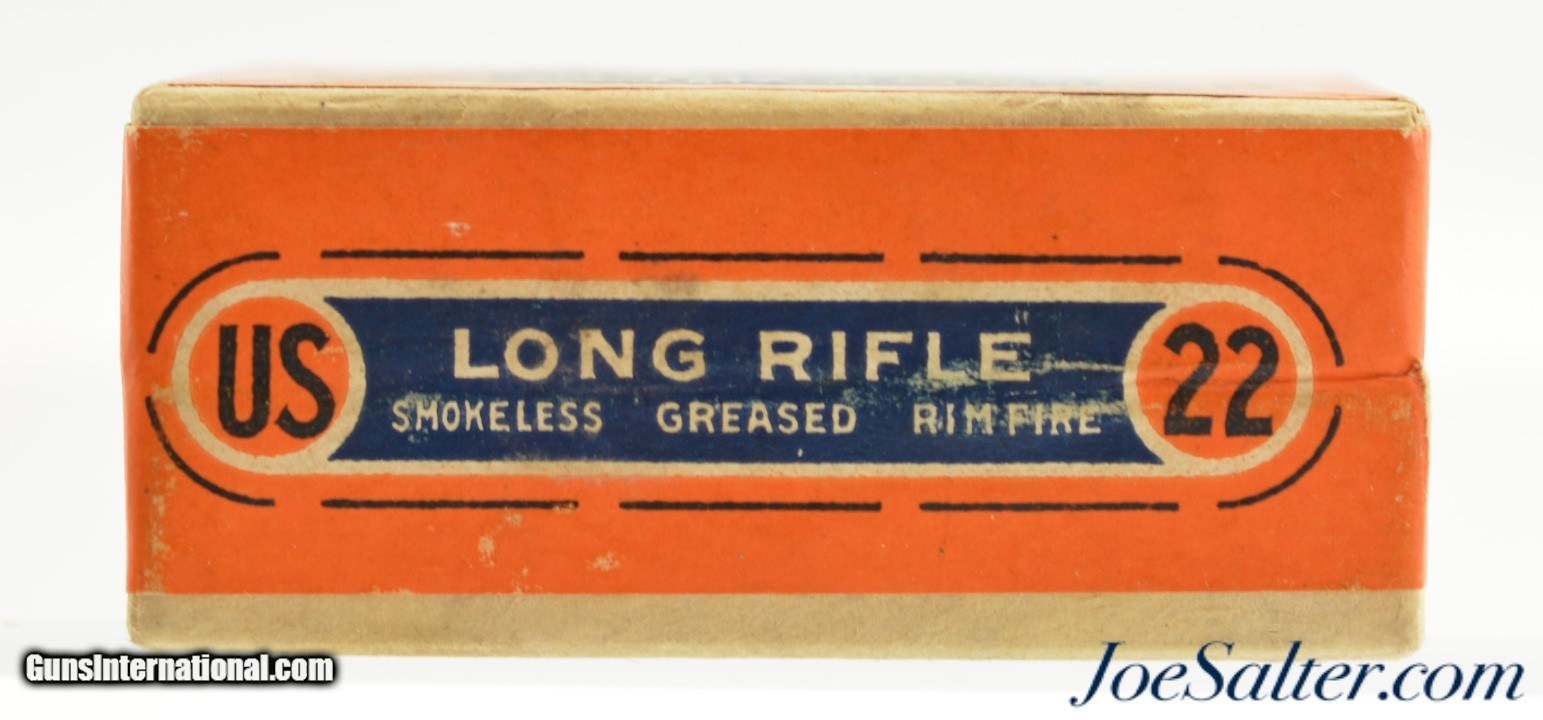 US
LONG RIFLE
SMOKELESS GREASED RIMFIRE
22
GunsInternational.com
JoeSalter.com